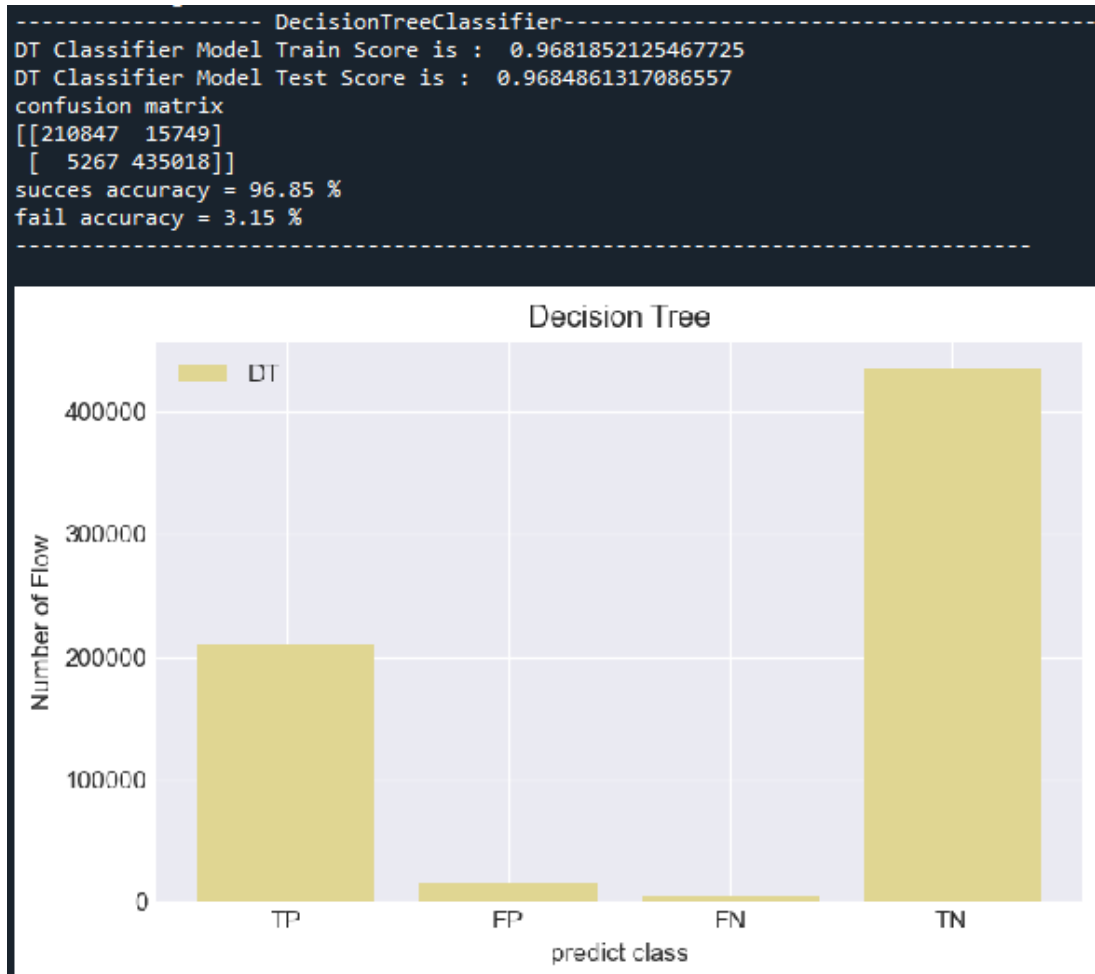 ------------------- DecisionTreeClassifier-----------------------------------------
DT Classifier Model Train Score is :  0.9681852125467725
DT Classifier Model Test Score is :  0.9684861317086557
confusion matrix
[[210847  15749]
 [  5267 435018]]
succes accuracy = 96.85 %
fail accuracy = 3.15 %
------------------------------------------------------------------------------
Decision Tree
DT
400000
300000
200000
100000
0
Number of Flow
TP FP FN TN
predict class